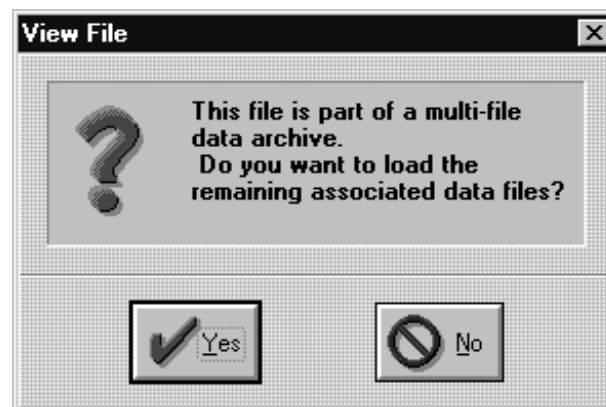 View File
This file is part of a multi-file
data archive.
Do you want to load the
remaining associated data files?
Yes
No